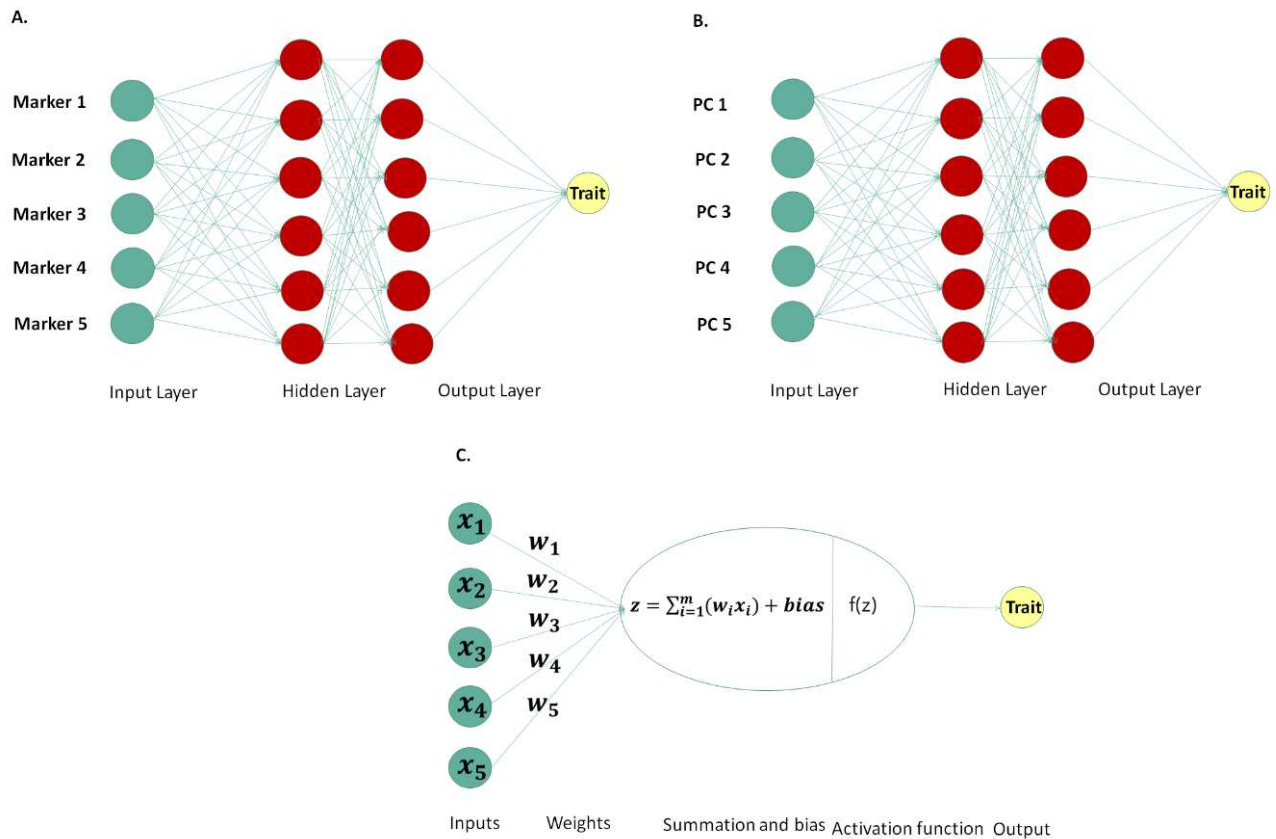 A.
Marker 1
Marker 2
Marker 3
Marker 4
Marker 5
Trait
Input Layer
Hidden Layer
Output Layer
B.
PC 1
PC 2
PC 3
PC 4
PC 5
Trait
Input Layer
Hidden Layer
Output Layer
C.
x₁
x₂
x₃
x₄
x₅
w₁
w₂
w₃
w₄
w₅
z = ∑ᵢ₌₁ᵐ(wᵢxᵢ) + bias
f(z)
Trait
Inputs
Weights
Summation and bias
Activation function
Output